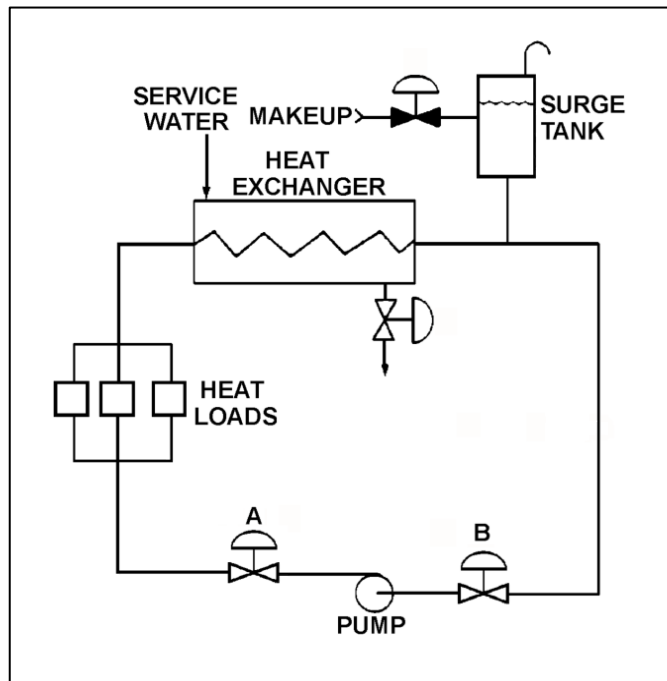 SERVICE
WATER
MAKEUP
SURGE
TANK
HEAT
EXCHANGER
HEAT
LOADS
A
B
PUMP